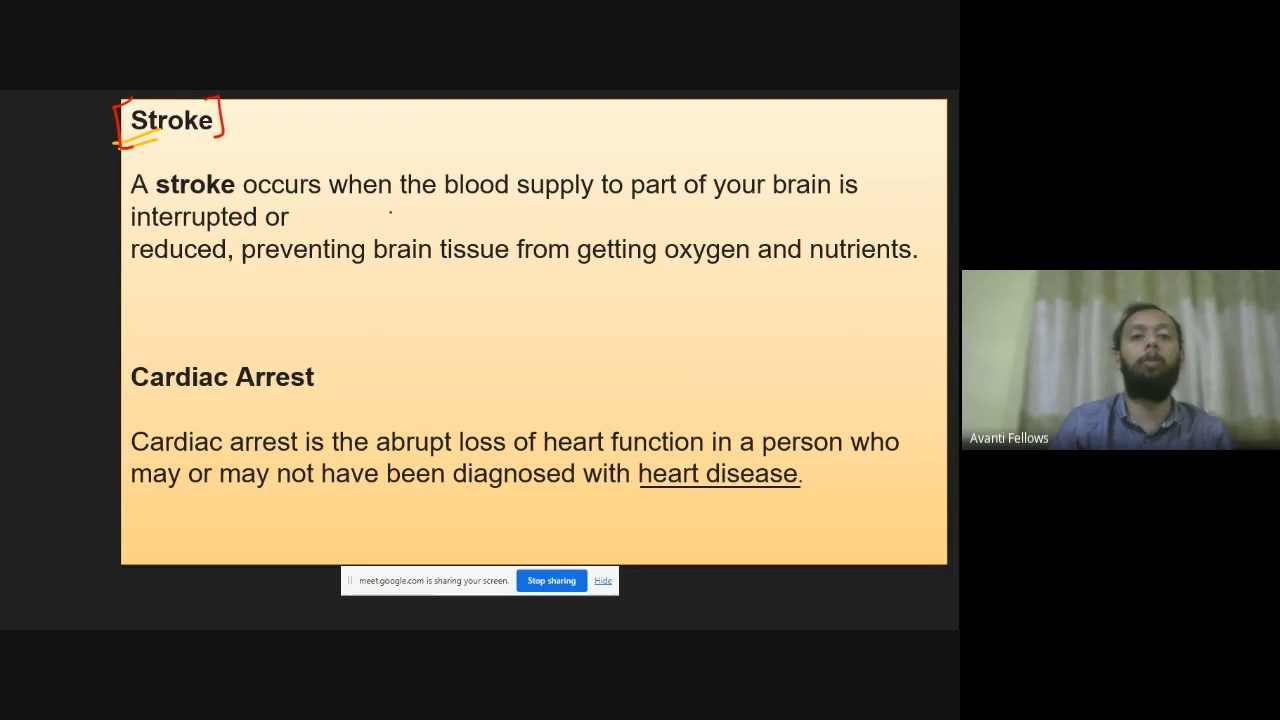 Stroke
A stroke occurs when the blood supply to part of your brain is
interrupted or
reduced, preventing brain tissue from getting oxygen and nutrients.
Cardiac Arrest
Cardiac arrest is the abrupt loss of heart function in a person who
may or may not have been diagnosed with heart disease.
meet.google.com is sharing your screen. Stop sharing Hide
Avanti Fellows